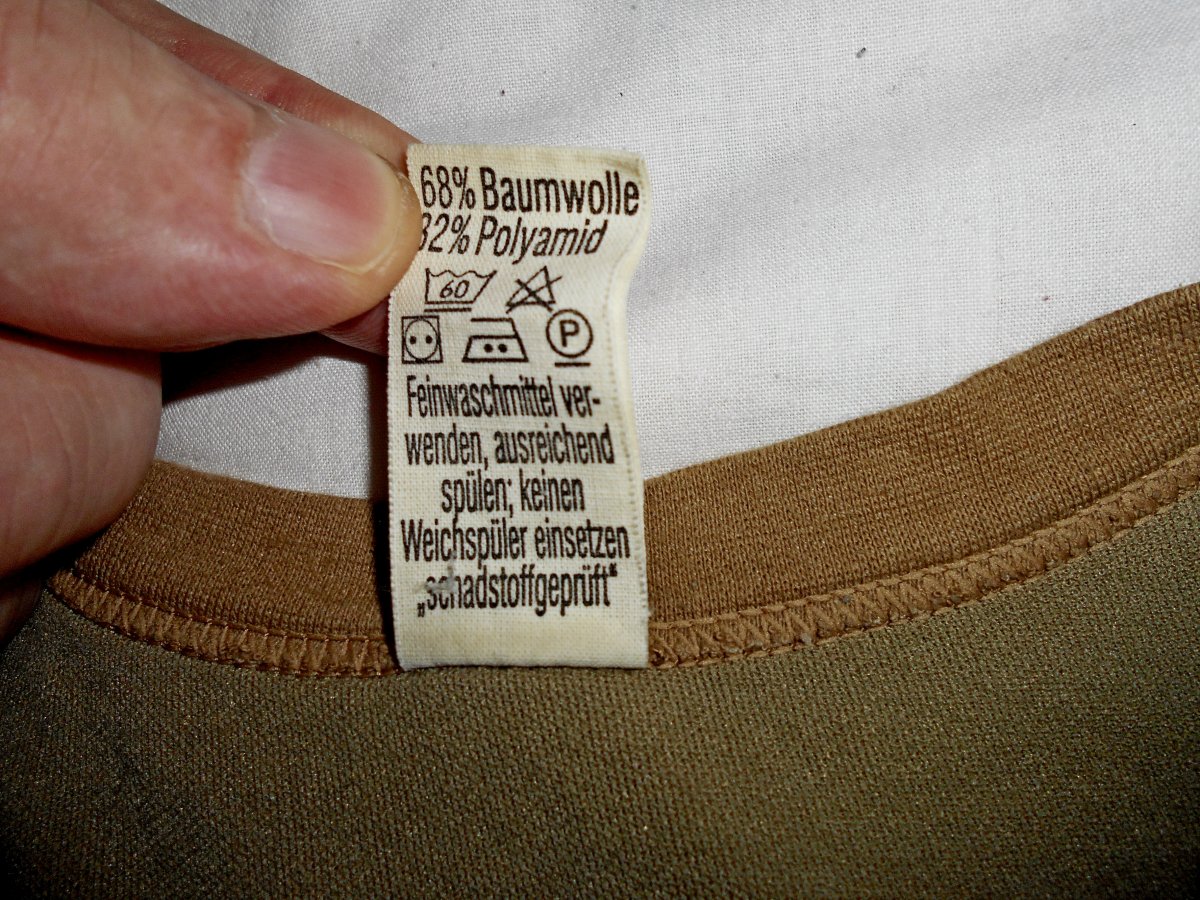 68% Baumwolle
32% Polyamid
60
P
Feinwaschmittel ver-
wenden, ausreichend
spülen; keinen
Weichspüler einsetzen
„schadstoffgeprüft“